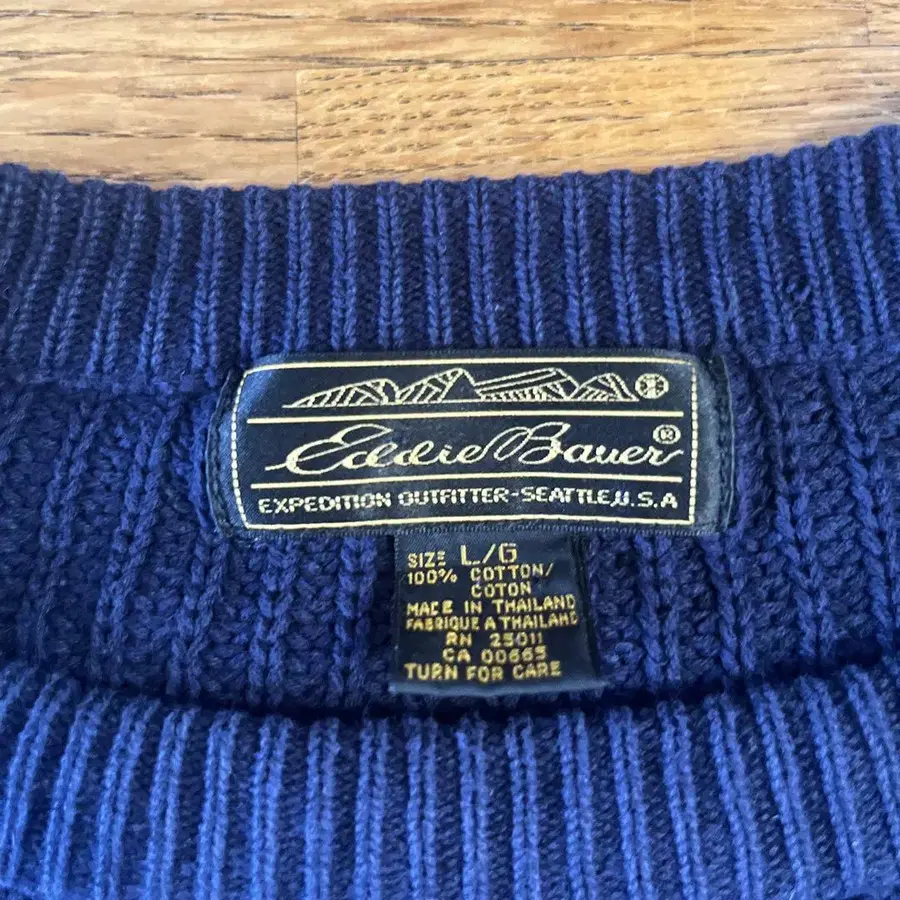 Eddie Bauer®
EXPEDITION OUTFITTER-SEATTLE,U.S.A
SIZE L/G
100% COTTON/
COTON
MADE IN THAILAND
FABRIQUE A THAILAND
RN 25011
CA 00665
TURN FOR CARE